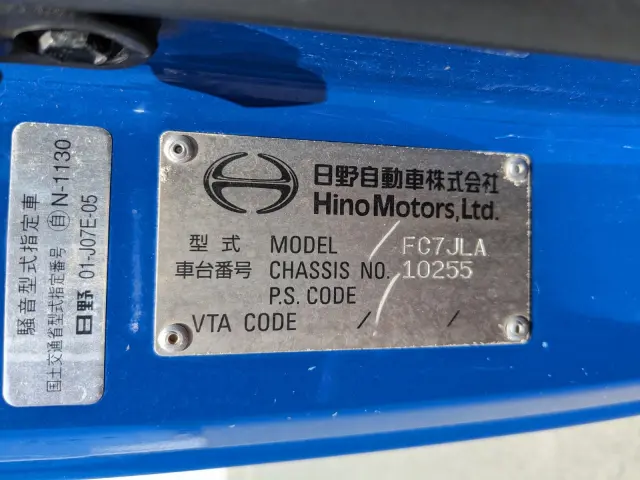 騒音型式指定車
国土交通省型式指定番号 自 N-1130
日野 01-J07E-05
日野自動車株式会社
Hino Motors, Ltd.
型式 MODEL / FC7JLA
車台番号 CHASSIS NO. / 10255
P.S. CODE /
VTA CODE / /